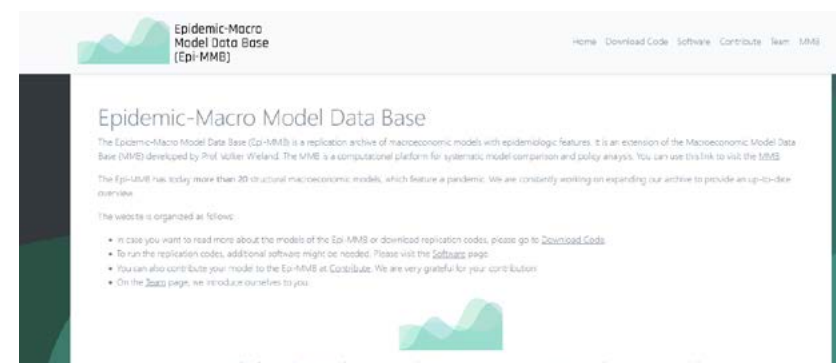 Epidemic-Macro
Model Data Base
(Epi-MMB)
Home Download Code Software Contribute Team MMB
Epidemic-Macro Model Data Base
The Epidemic-Macro Model Data Base (Epi-MMB) is a replication archive of macroeconomic models with epidemiologic features. It is an extension of the Macroeconomic Model Data
Base (MMB) developed by Prof. Volker Wieland. The MMB is a computational platform for systematic model comparison and policy analysis. You can use this link to visit the MMB.
The Epi-MMB has today more than 20 structural macroeconomic models, which feature a pandemic. We are constantly working on expanding our archive to provide an up-to-date
overview.
The website is organized as follows:
• In case you want to read more about the models of the Epi-MMB or download replication codes, please go to Download Code.
• To run the replication codes, additional software might be needed. Please visit the Software page.
• You can also contribute your model to the Epi-MMB at Contribute. We are very grateful for your contribution!
• On the Team page, we introduce ourselves to you.